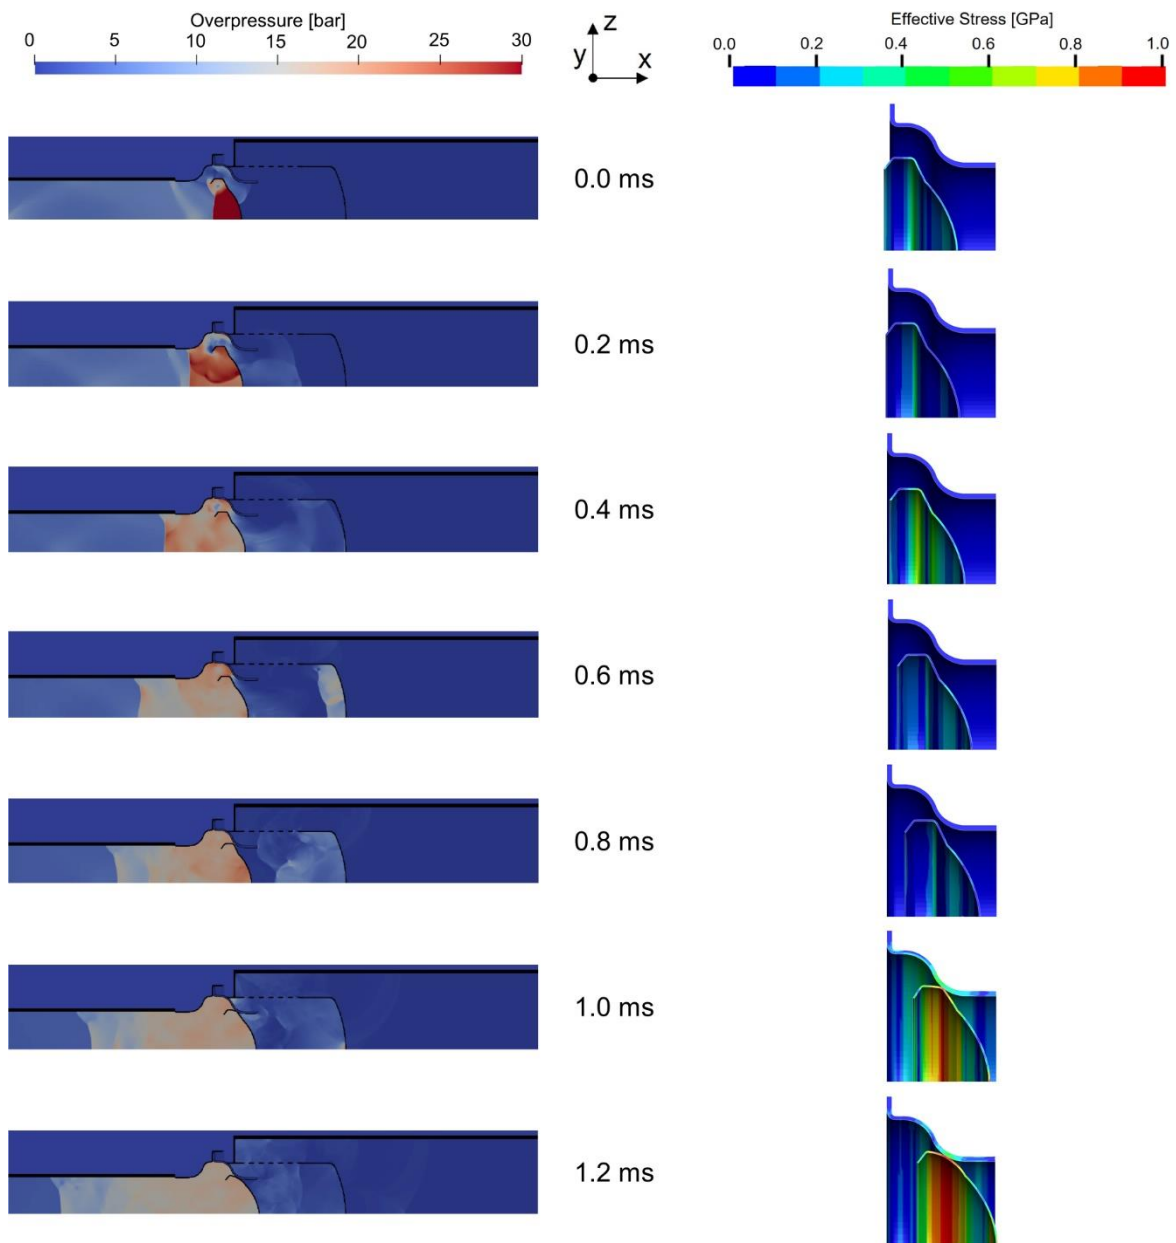 Overpressure [bar]
0 5 10 15 20 25 30
z
y
x
Effective Stress [GPa]
0.0 0.2 0.4 0.6 0.8 1.0
0.0 ms
0.2 ms
0.4 ms
0.6 ms
0.8 ms
1.0 ms
1.2 ms